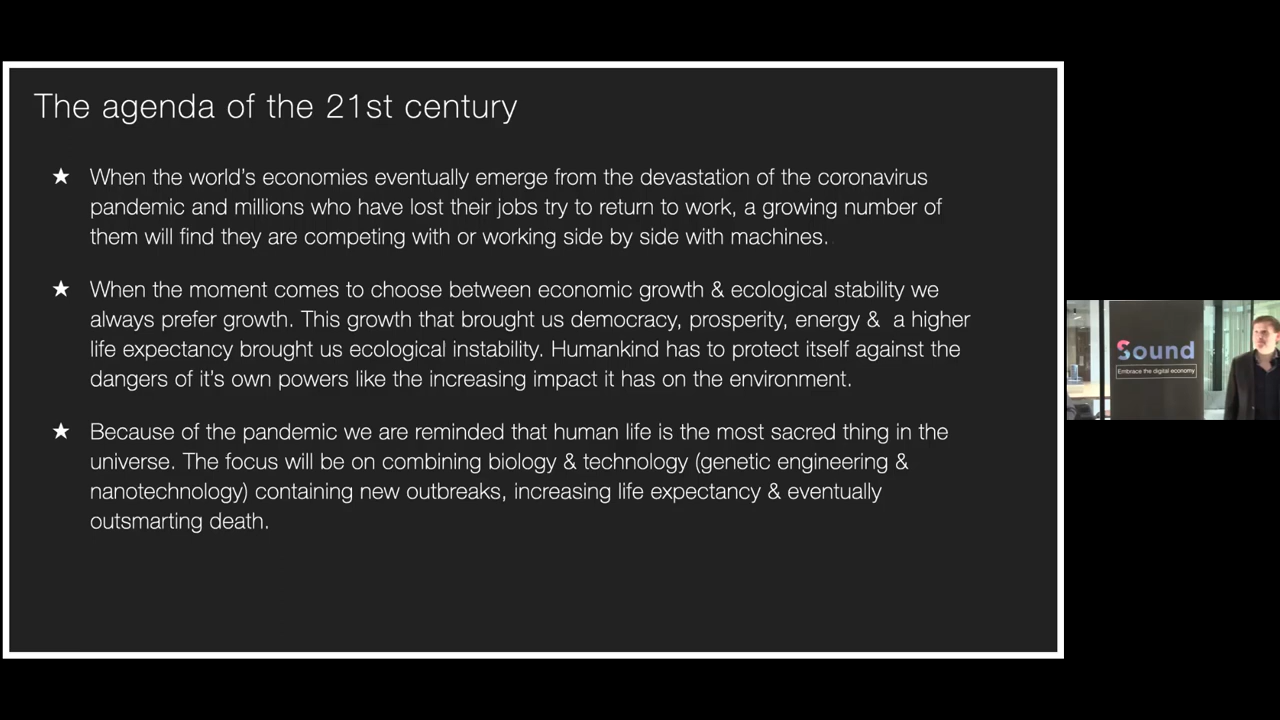 The agenda of the 21st century
★ When the world's economies eventually emerge from the devastation of the coronavirus
pandemic and millions who have lost their jobs try to return to work, a growing number of
them will find they are competing with or working side by side with machines.
★ When the moment comes to choose between economic growth & ecological stability we
always prefer growth. This growth that brought us democracy, prosperity, energy & a higher
life expectancy brought us ecological instability. Humankind has to protect itself against the
dangers of it's own powers like the increasing impact it has on the environment.
★ Because of the pandemic we are reminded that human life is the most sacred thing in the
universe. The focus will be on combining biology & technology (genetic engineering &
nanotechnology) containing new outbreaks, increasing life expectancy & eventually
outsmarting death.
Sound
Embrace the digital economy